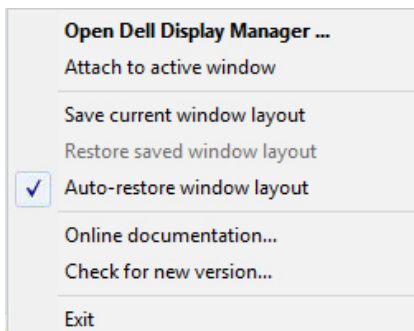 Open Dell Display Manager ...
Attach to active window
Save current window layout
Restore saved window layout
Auto-restore window layout
Online documentation...
Check for new version...
Exit